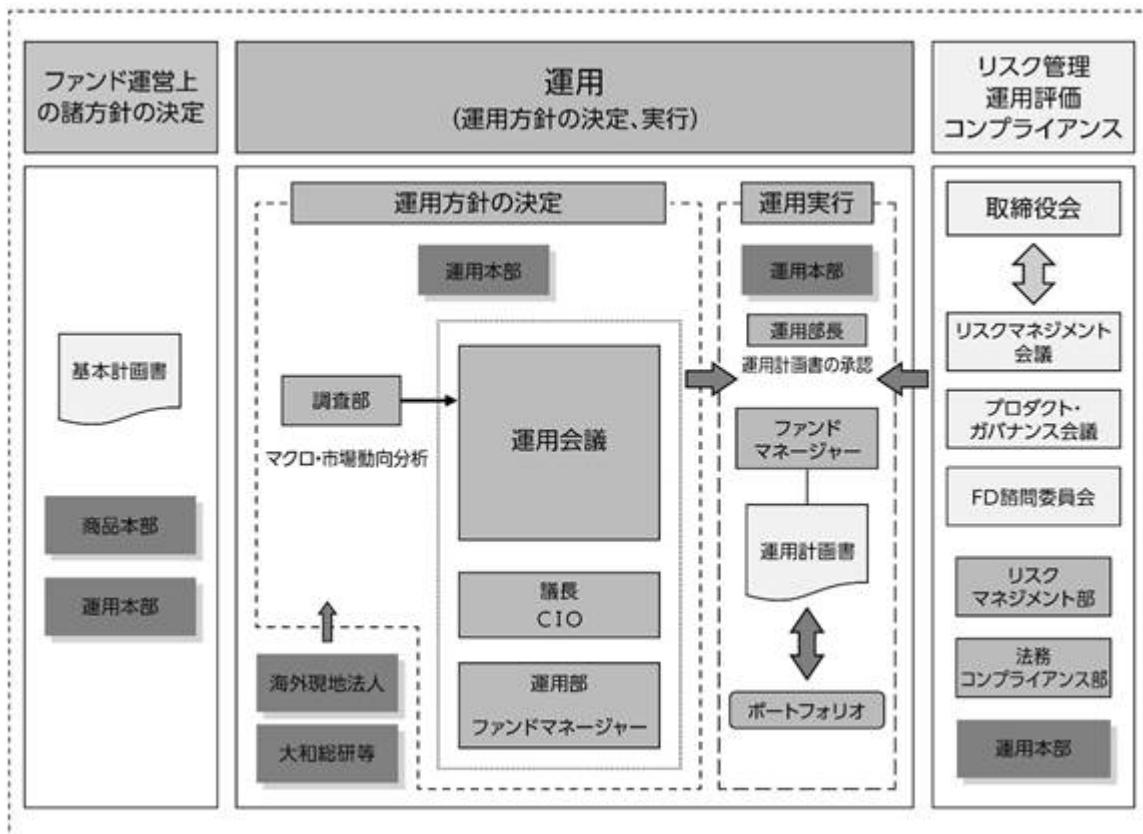 ファンド運営上
の諸方針の決定
基本計画書
商品本部
運用本部
運用
(運用方針の決定、実行)
運用方針の決定
運用本部
調査部
マクロ・市場動向分析
運用会議
議長
CIO
運用部
ファンドマネージャー
海外現地法人
大和総研等
運用実行
運用本部
運用部長
運用計画書の承認
ファンド
マネージャー
運用計画書
ポートフォリオ
リスク管理
運用評価
コンプライアンス
取締役会
リスクマネジメント
会議
プロダクト・
ガバナンス会議
FD諮問委員会
リスク
マネジメント部
法務
コンプライアンス部
運用本部